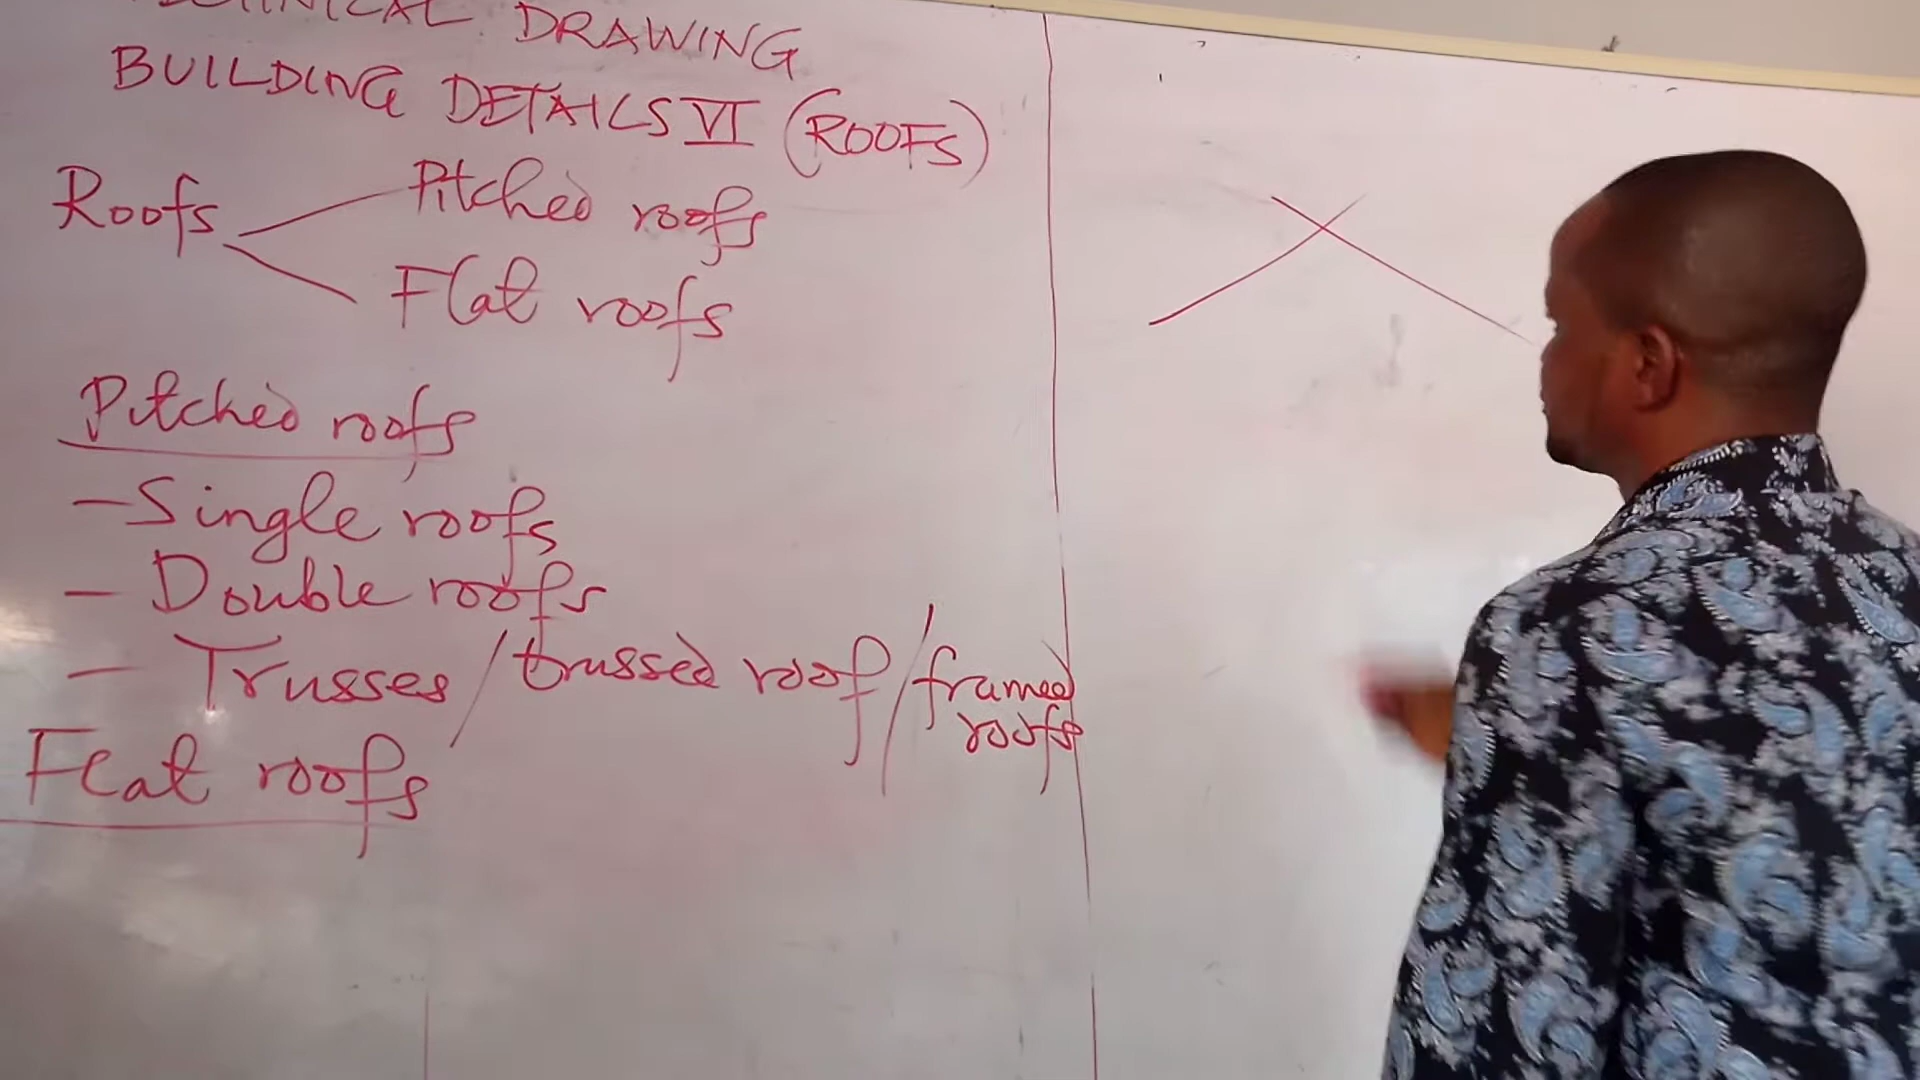 TECHNICAL DRAWING
BUILDING DETAILS VI (ROOFS)
Roofs
Pitched roofs
Flat roofs
Pitched roofs
- Single roofs
- Double roofs
- Trusses / trussed roof / framed
roofs
Flat roofs